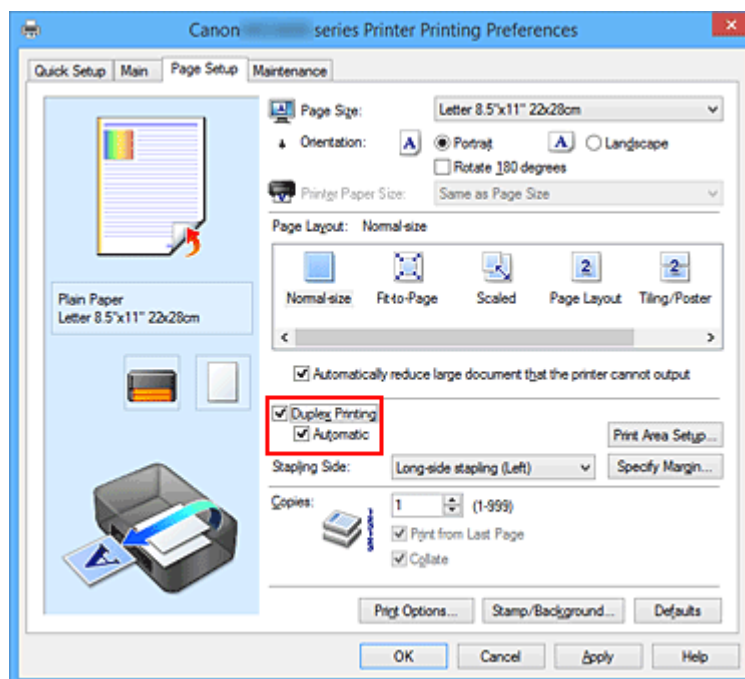 Canon series Printer Printing Preferences
Quick Setup Main Page Setup Maintenance
Page Size: Letter 8.5"x11" 22x28cm
Orientation: A Portrait A Landscape
Rotate 180 degrees
Printer Paper Size: Same as Page Size
Page Layout: Normal-size
2 2
Normal-size Fit-to-Page Scaled Page Layout Tiling/Poster
Plain Paper
Letter 8.5"x11" 22x28cm
Automatically reduce large document that the printer cannot output
Duplex Printing
Automatic
Print Area Setup...
Stapling Side: Long-side stapling (Left) Specify Margin...
Copies: 1 (1-999)
Print from Last Page
Collate
A
Print Options... Stamp/Background... Defaults
OK Cancel Apply Help